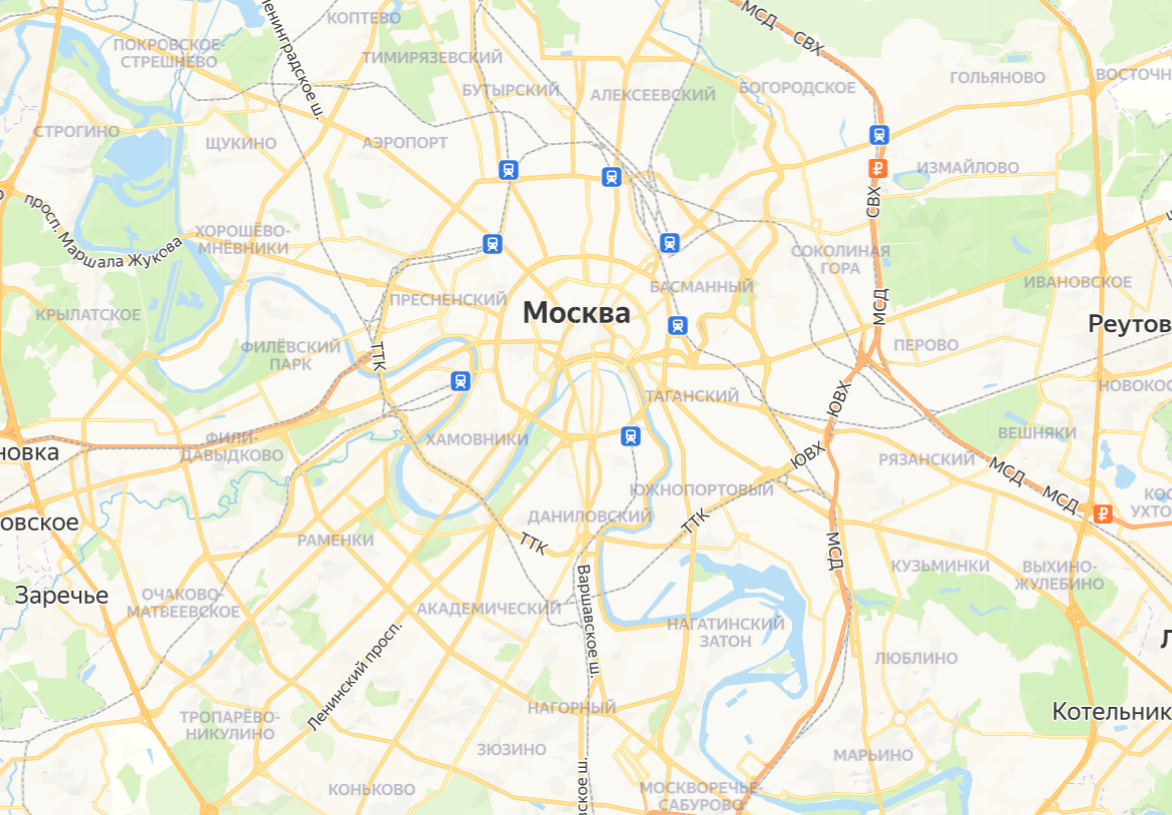 КОПТЕВО
МСД
СВХ
ПОКРОВСКОЕ-
СТРЕШНЕВО
ТИМИРЯЗЕВСКИЙ
БУТЫРСКИЙ
АЛЕКСЕЕВСКИЙ
БОГОРОДСКОЕ
ГОЛЬЯНОВО
ВОСТОЧН
ленинградское ш.
СТРОГИНО
ЩУКИНО
АЭРОПОРТ
ИЗМАЙЛОВО
СВХ
просп. Маршала Жукова
ХОРОШЁВО-
МНЁВНИКИ
СОКОЛИНАЯ
ГОРА
ИВАНОВСКОЕ
БАСМАННЫЙ
ПРЕСНЕНСКИЙ
МСД
КРЫЛАТСКОЕ
Москва
Реутов
ФИЛЁВСКИЙ
ПАРК
ТТК
ПЕРОВО
НОВОКОС
ТАГАНСКИЙ
ЮВХ
ФИЛИ-
ДАВЫДКОВО
ХАМОВНИКИ
ВЕШНЯКИ
новка
ЮВХ
РЯЗАНСКИЙ
МСД
МСД
ЮЖНОПОРТОВЫЙ
КОС
УХТО
овское
ДАНИЛОВСКИЙ
ТТК
ТТК
РАМЕНКИ
МСД
КУЗЬМИНКИ
ВЫХИНО-
ЖУЛЕБИНО
Заречье
ОЧАКОВО-
МАТВЕЕВСКОЕ
АКАДЕМИЧЕСКИЙ
Варшавское ш.
НАГАТИНСКИЙ
ЗАТОН
Ленинский просп.
ЛЮБЛИНО
Л
ТРОПАРЁВО-
НИКУЛИНО
НАГОРНЫЙ
Котельник
ЗЮЗИНО
МАРЬИНО
КОНЬКОВО
вское ш.
МОСКВОРЕЧЬЕ-
САБУРОВО